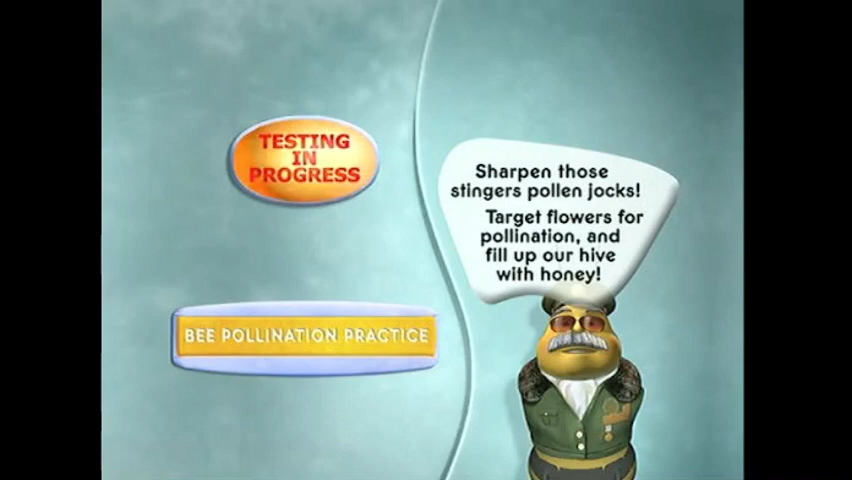 TESTING
IN
PROGRESS
Sharpen those
stingers pollen jocks!
Target flowers for
pollination, and
fill up our hive
with honey!
BEE POLLINATION PRACTICE